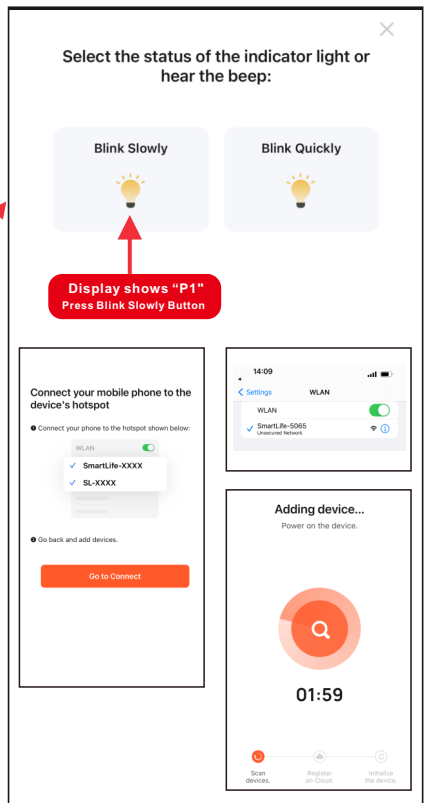 Select the status of the indicator light or
hear the beep:
Blink Slowly
Blink Quickly
Display shows “P1"
Press Blink Slowly Button
Connect your mobile phone to the
device's hotspot
❶ Connect your phone to the hotspot shown below:
WLAN
✓ SmartLife-XXXX
✓ SL-XXXX
❷ Go back and add devices.
Go to Connect
14:09
Settings
WLAN
WLAN
SmartLife-5065
Unsecured Network
Adding device...
Power on the device.
01:59
Scan
devices.
Register
on Cloud.
Initialize
the device.